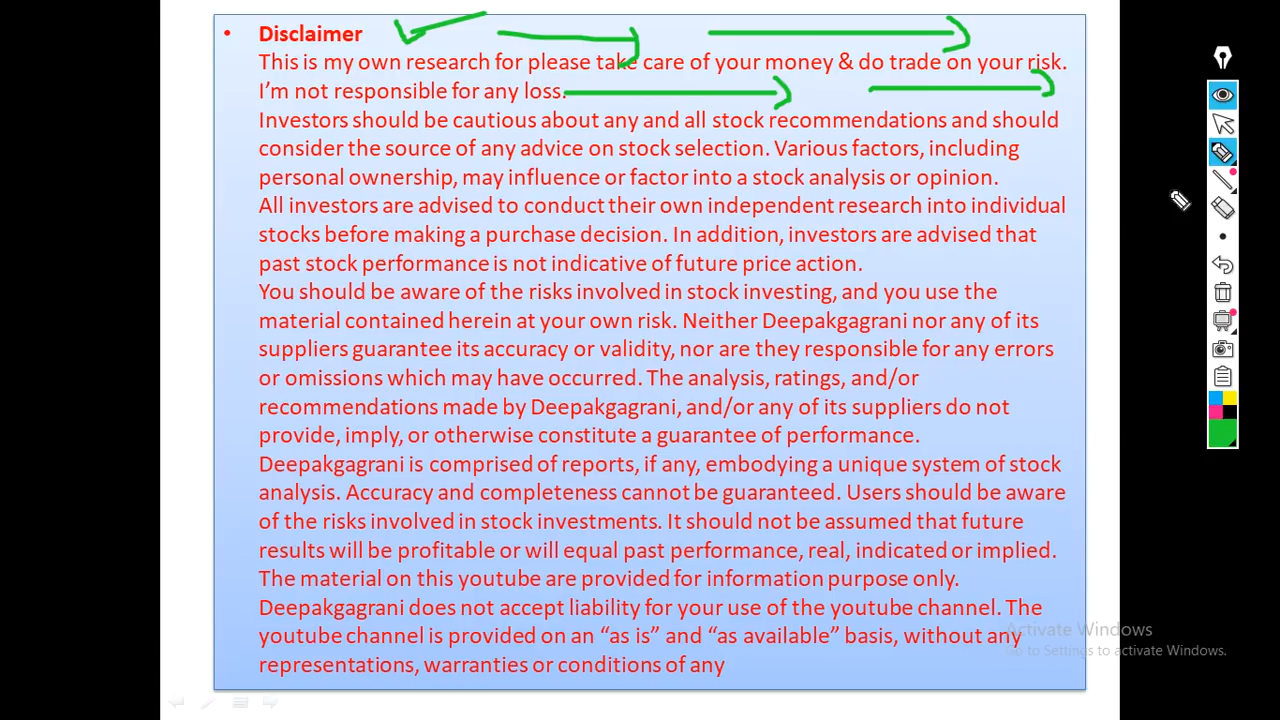 Disclaimer
This is my own research for please take care of your money & do trade on your risk.
I’m not responsible for any loss.
Investors should be cautious about any and all stock recommendations and should
consider the source of any advice on stock selection. Various factors, including
personal ownership, may influence or factor into a stock analysis or opinion.
All investors are advised to conduct their own independent research into individual
stocks before making a purchase decision. In addition, investors are advised that
past stock performance is not indicative of future price action.
You should be aware of the risks involved in stock investing, and you use the
material contained herein at your own risk. Neither Deepakgagrani nor any of its
suppliers guarantee its accuracy or validity, nor are they responsible for any errors
or omissions which may have occurred. The analysis, ratings, and/or
recommendations made by Deepakgagrani, and/or any of its suppliers do not
provide, imply, or otherwise constitute a guarantee of performance.
Deepakgagrani is comprised of reports, if any, embodying a unique system of stock
analysis. Accuracy and completeness cannot be guaranteed. Users should be aware
of the risks involved in stock investments. It should not be assumed that future
results will be profitable or will equal past performance, real, indicated or implied.
The material on this youtube are provided for information purpose only.
Deepakgagrani does not accept liability for your use of the youtube channel. The
youtube channel is provided on an “as is” and “as available” basis, without any
representations, warranties or conditions of any
Activate Windows
to Settings to activate Windows.